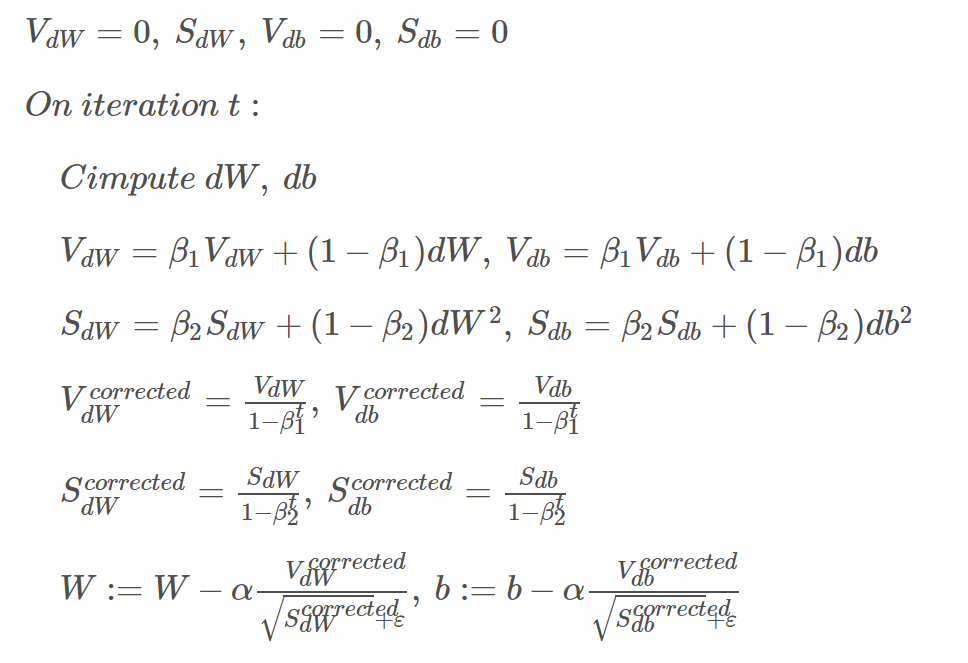 $V_{dW} = 0,\ S_{dW},\ V_{db} = 0,\ S_{db} = 0$
$On\ iteration\ t:$
$Cimpute\ dW,\ db$
$V_{dW} = \beta_1 V_{dW} + (1 - \beta_1)dW,\ V_{db} = \beta_1 V_{db} + (1 - \beta_1)db$
$S_{dW} = \beta_2 S_{dW} + (1 - \beta_2)dW^2,\ S_{db} = \beta_2 S_{db} + (1 - \beta_2)db^2$
$V_{dW}^{corrected} = \frac{V_{dW}}{1-\beta_1^t},\ V_{db}^{corrected} = \frac{V_{db}}{1-\beta_1^t}$
$S_{dW}^{corrected} = \frac{S_{dW}}{1-\beta_2^t},\ S_{db}^{corrected} = \frac{S_{db}}{1-\beta_2^t}$
$W := W - \alpha\frac{V_{dW}^{corrected}}{\sqrt{S_{dW}^{corrected}}+\varepsilon},\ b := b - \alpha\frac{V_{db}^{corrected}}{\sqrt{S_{db}^{corrected}}+\varepsilon}$